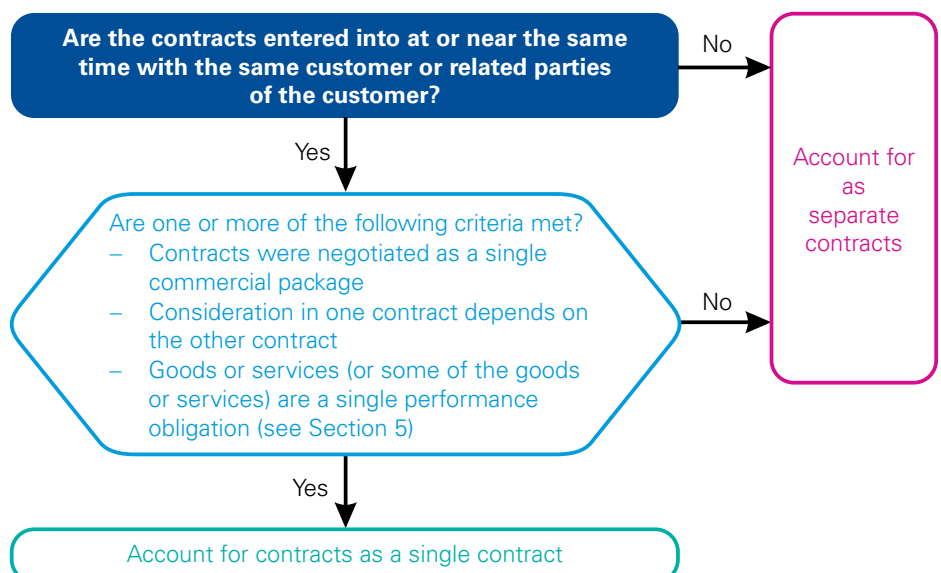 Are the contracts entered into at or near the same
time with the same customer or related parties
of the customer?
No
Yes
Account for
as
separate
contracts
Are one or more of the following criteria met?
– Contracts were negotiated as a single
commercial package
– Consideration in one contract depends on
the other contract
– Goods or services (or some of the goods
or services) are a single performance
obligation (see Section 5)
No
Yes
Account for contracts as a single contract